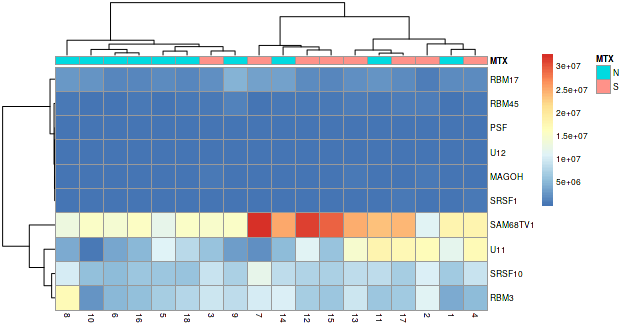 MTX
MTX
N
S
3e+07
2.5e+07
2e+07
1.5e+07
1e+07
5e+06
RBM17
RBM45
PSF
U12
MAGOH
SRSF1
SAM68TV1
U11
SRSF10
RBM3
8 10 6 16 5 18 3 9 7 14 12 15 13 11 17 2 1 4